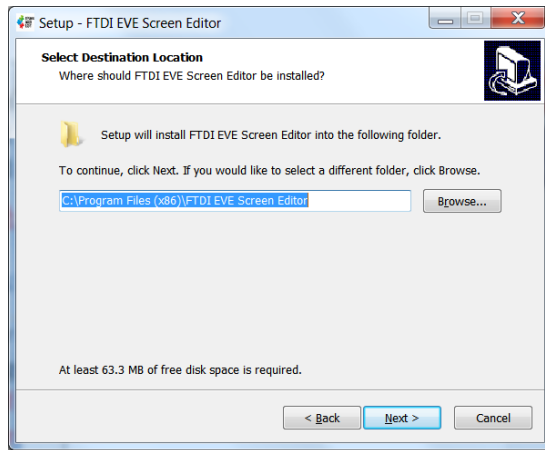 Setup - FTDI EVE Screen Editor
Select Destination Location
Where should FTDI EVE Screen Editor be installed?
Setup will install FTDI EVE Screen Editor into the following folder.
To continue, click Next. If you would like to select a different folder, click Browse.
C:\Program Files (x86)\FTDI EVE Screen Editor
Browse...
At least 63.3 MB of free disk space is required.
< Back
Next >
Cancel